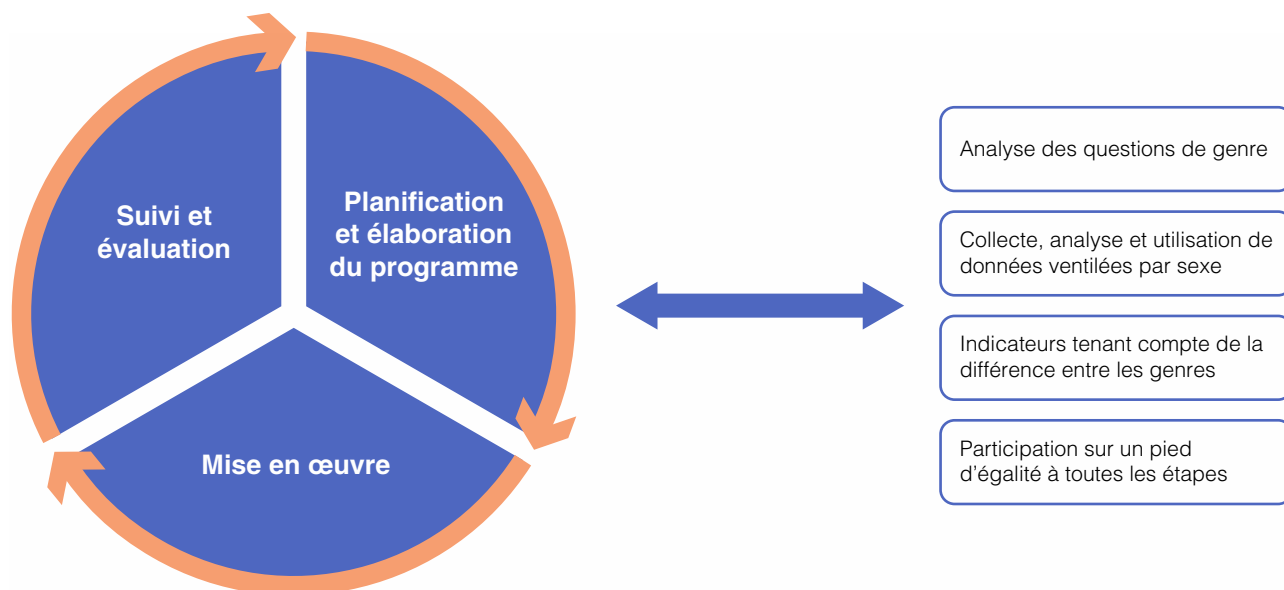 Suivi et
évaluation
Planification
et élaboration
du programme
Mise en œuvre
Analyse des questions de genre
Collecte, analyse et utilisation de
données ventilées par sexe
Indicateurs tenant compte de la
différence entre les genres
Participation sur un pied
d’égalité à toutes les étapes